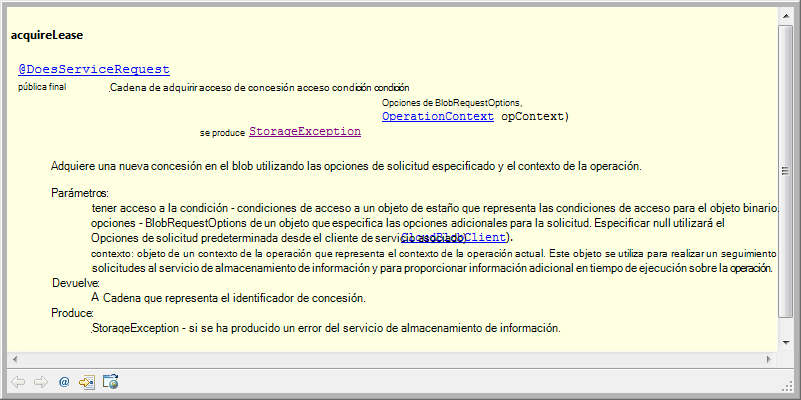 acquireLease
@DoesServiceRequest
pública final .Cadena de adquirir acceso de concesión acceso condición condición
Opciones de BlobRequestOptions,
OperationContext opContext)
se produce StorageException
Adquiere una nueva concesión en el blob utilizando las opciones de solicitud especificado y el contexto de la operación.
Parámetros:
tener acceso a la condición - condiciones de acceso a un objeto de estaño que representa las condiciones de acceso para el objeto binario.
opciones - BlobRequestOptions de un objeto que especifica las opciones adicionales para la solicitud. Especificar null utilizará el
Opciones de solicitud predeterminada desde el cliente de servicio asociado( CloudBlobClient).
contexto: objeto de un contexto de la operación que representa el contexto de la operación actual. Este objeto se utiliza para realizar un seguimiento
solicitudes al servicio de almacenamiento de información y para proporcionar información adicional en tiempo de ejecución sobre la operación.
Devuelve:
A Cadena que representa el identificador de concesión.
Produce:
.StorageException - si se ha producido un error del servicio de almacenamiento de información.
@